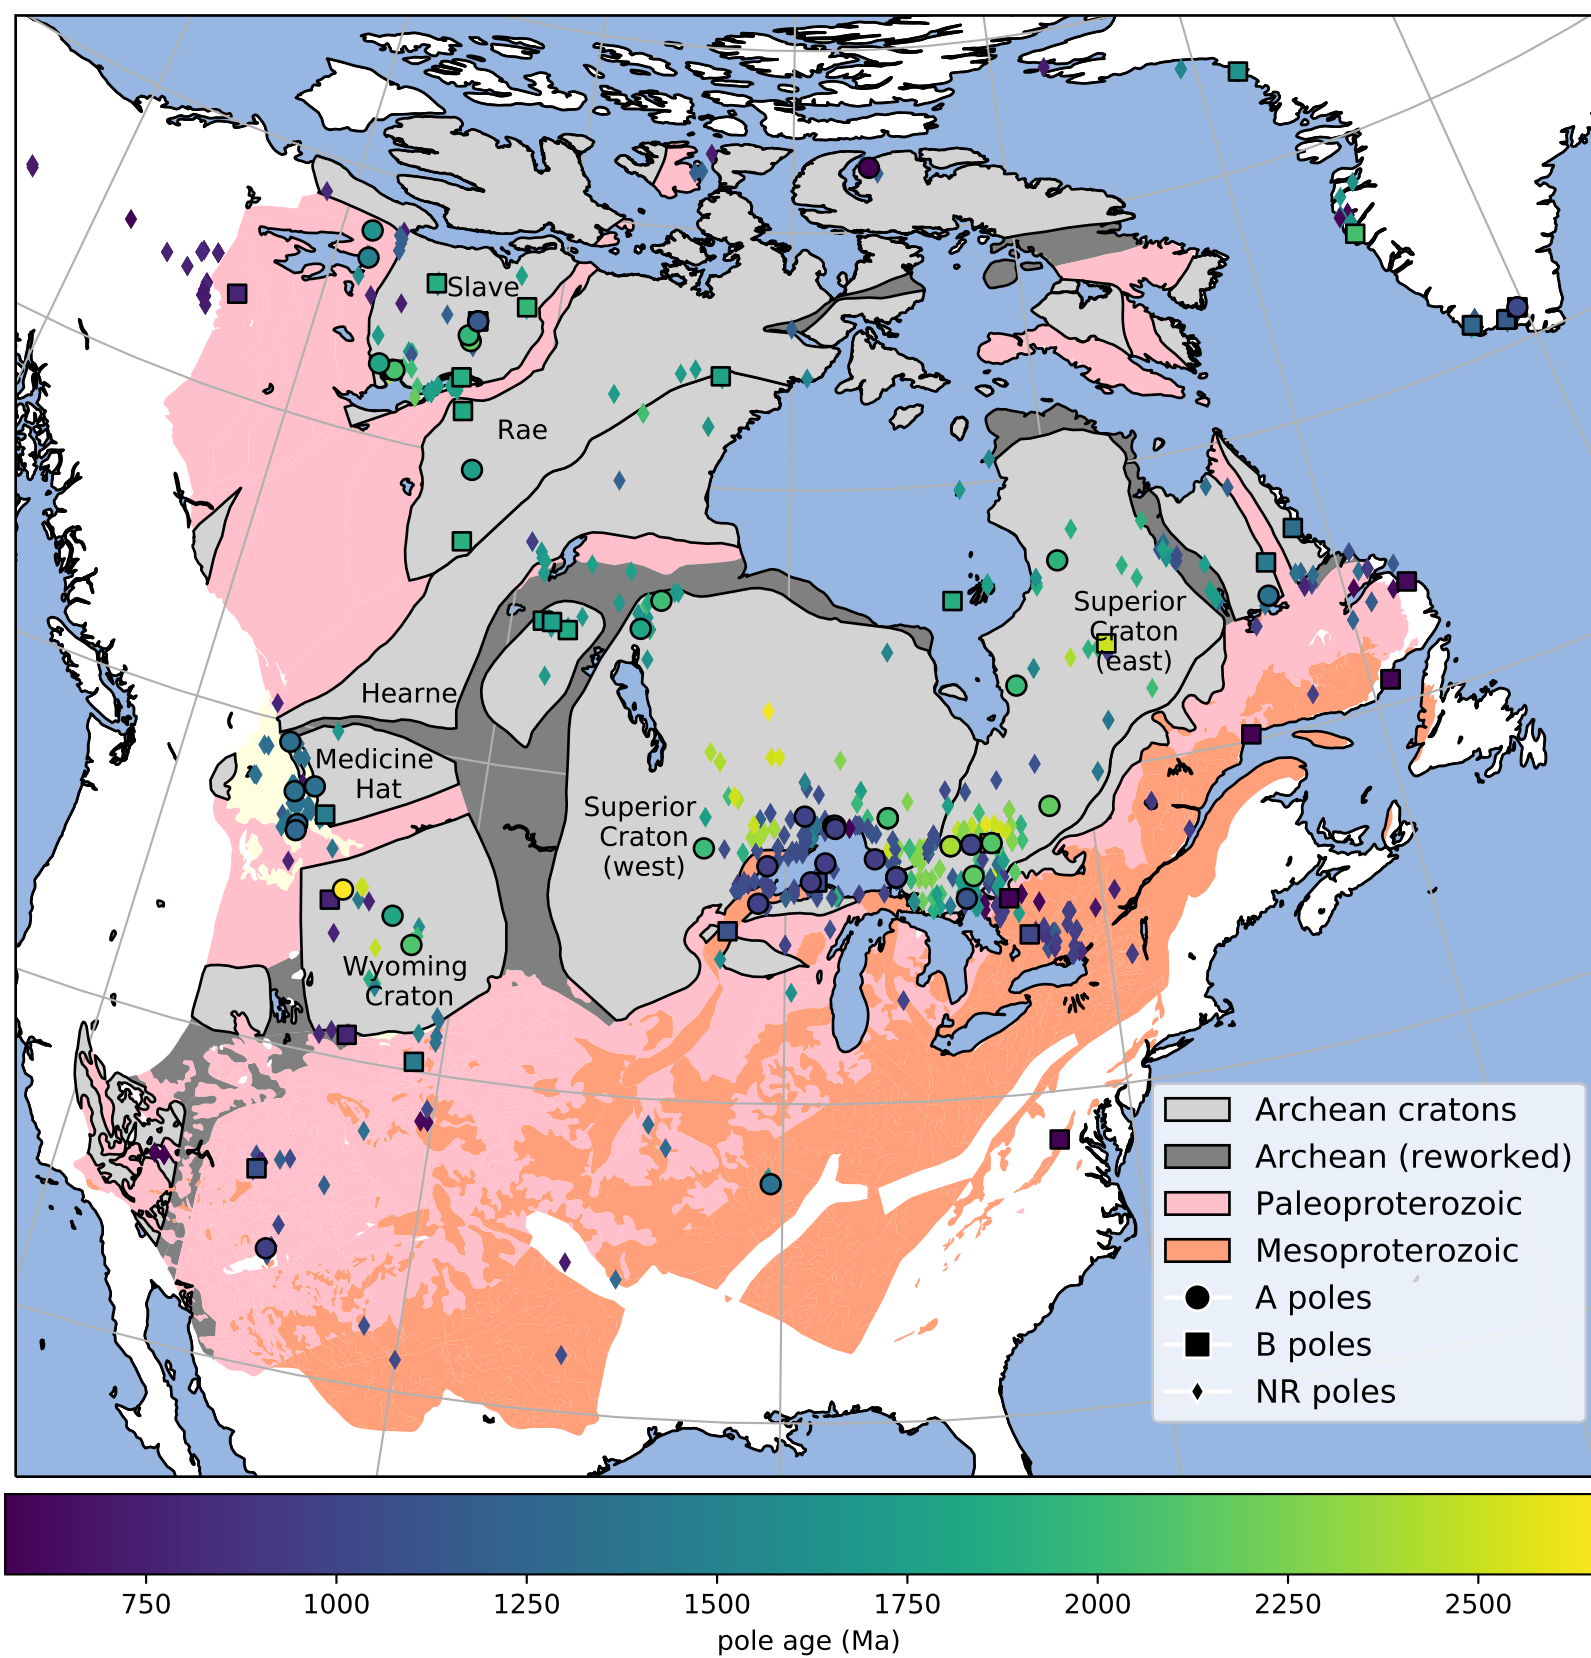 Slave
Rae
Superior
Craton
(east)
Hearne
Medicine
Hat
Superior
Craton
(west)
Wyoming
Craton
Archean cratons
Archean (reworked)
Paleoproterozoic
Mesoproterozoic
A poles
B poles
NR poles
750 1000 1250 1500 1750 2000 2250 2500
pole age (Ma)